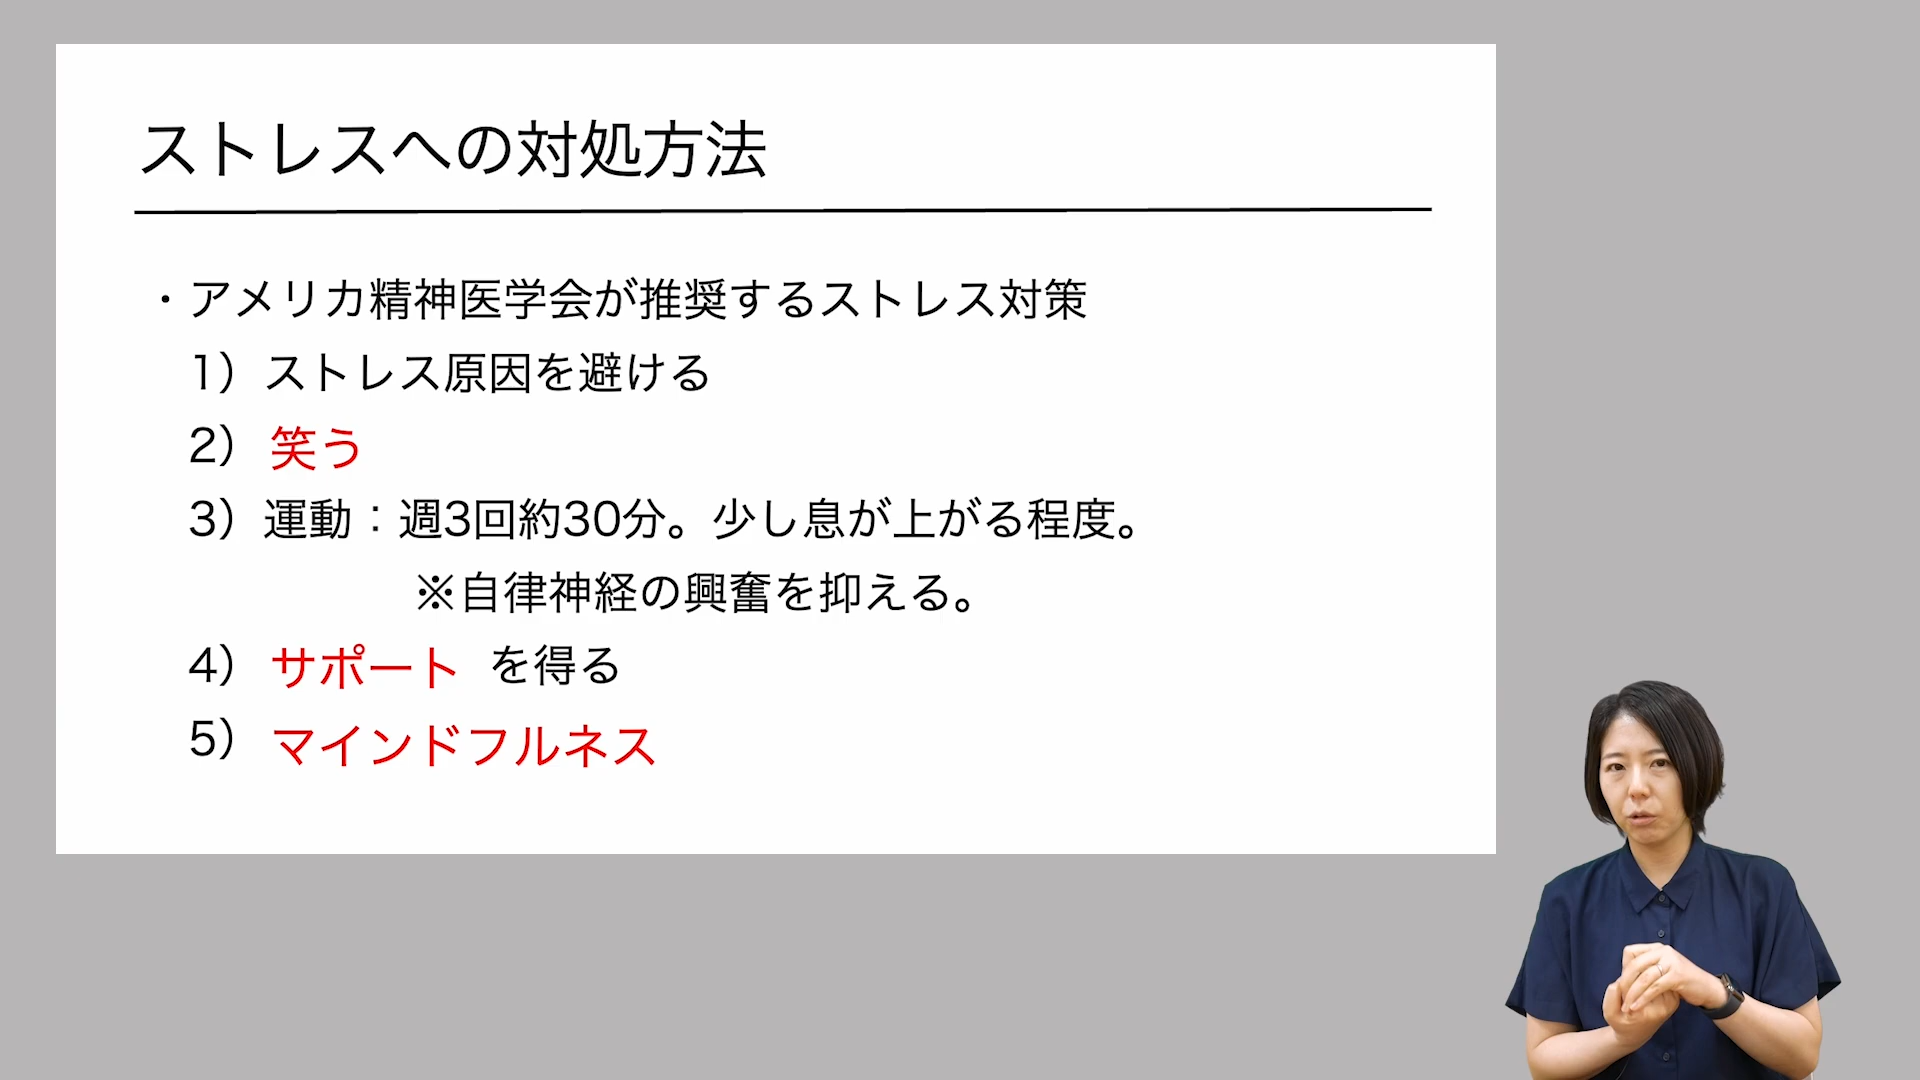 ストレスへの対処方法
・アメリカ精神医学会が推奨するストレス対策
1）ストレス原因を避ける
2）笑う
3）運動：週3回約30分。少し息が上がる程度。
※自律神経の興奮を抑える。
4）サポート を得る
5）マインドフルネス